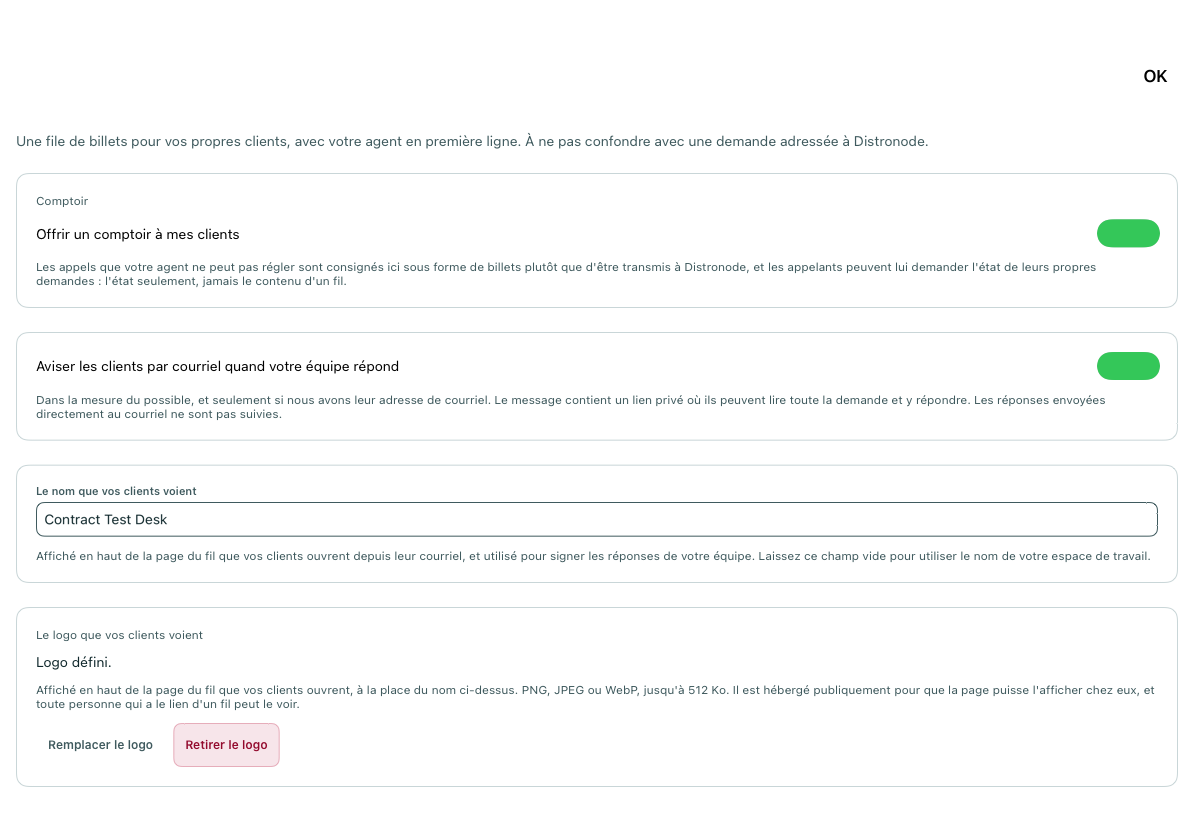 OK
Une file de billets pour vos propres clients, avec votre agent en première ligne. À ne pas confondre avec une demande adressée à Distronode.
Comptoir
Offrir un comptoir à mes clients
Les appels que votre agent ne peut pas régler sont consignés ici sous forme de billets plutôt que d'être transmis à Distronode, et les appelants peuvent lui demander l'état de leurs propres
demandes : l'état seulement, jamais le contenu d'un fil.
Aviser les clients par courriel quand votre équipe répond
Dans la mesure du possible, et seulement si nous avons leur adresse de courriel. Le message contient un lien privé où ils peuvent lire toute la demande et y répondre. Les réponses envoyées
directement au courriel ne sont pas suivies.
Le nom que vos clients voient
Contract Test Desk
Affiché en haut de la page du fil que vos clients ouvrent depuis leur courriel, et utilisé pour signer les réponses de votre équipe. Laissez ce champ vide pour utiliser le nom de votre espace de travail.
Le logo que vos clients voient
Logo défini.
Affiché en haut de la page du fil que vos clients ouvrent, à la place du nom ci-dessus. PNG, JPEG ou WebP, jusqu'à 512 Ko. Il est hébergé publiquement pour que la page puisse l'afficher chez eux, et
toute personne qui a le lien d'un fil peut le voir.
Remplacer le logo
Retirer le logo